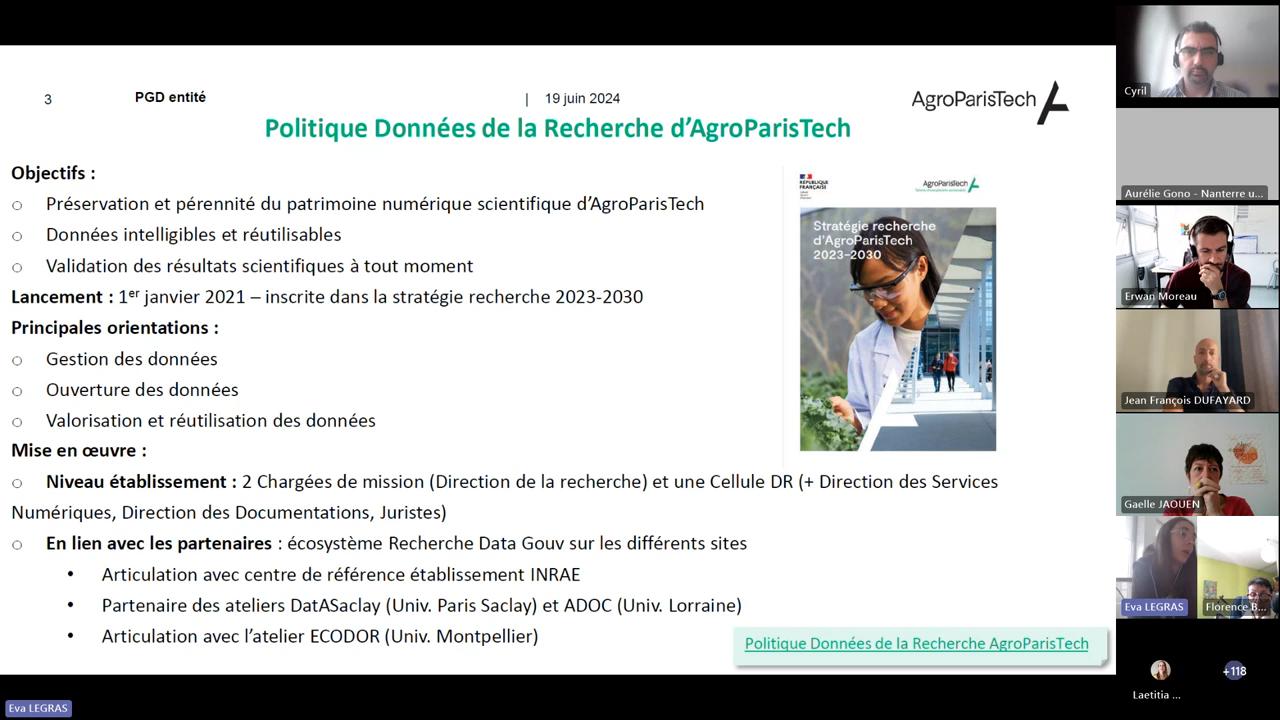 3
PGD entité
| 19 juin 2024
AgroParisTech
Politique Données de la Recherche d’AgroParisTech
Objectifs :
○ Préservation et pérennité du patrimoine numérique scientifique d’AgroParisTech
○ Données intelligibles et réutilisables
○ Validation des résultats scientifiques à tout moment
Lancement : 1er janvier 2021 – inscrite dans la stratégie recherche 2023-2030
Principales orientations :
○ Gestion des données
○ Ouverture des données
○ Valorisation et réutilisation des données
Mise en œuvre :
○ Niveau établissement : 2 Chargées de mission (Direction de la recherche) et une Cellule DR (+ Direction des Services
Numériques, Direction des Documentations, Juristes)
○ En lien avec les partenaires : écosystème Recherche Data Gouv sur les différents sites
• Articulation avec centre de référence établissement INRAE
• Partenaire des ateliers DatASaclay (Univ. Paris Saclay) et ADOC (Univ. Lorraine)
• Articulation avec l’atelier ECODOR (Univ. Montpellier)
RÉPUBLIQUE
FRANÇAISE
AgroParisTech
Stratégie recherche
d’AgroParisTech
2023-2030
Politique Données de la Recherche AgroParisTech
Cyril
Aurélie Gono - Nanterre u...
Erwan Moreau
Jean François DUFAYARD
Gaelle JAOUEN
Eva LEGRAS
Florence B...
Laetitia ...
+118
Eva LEGRAS